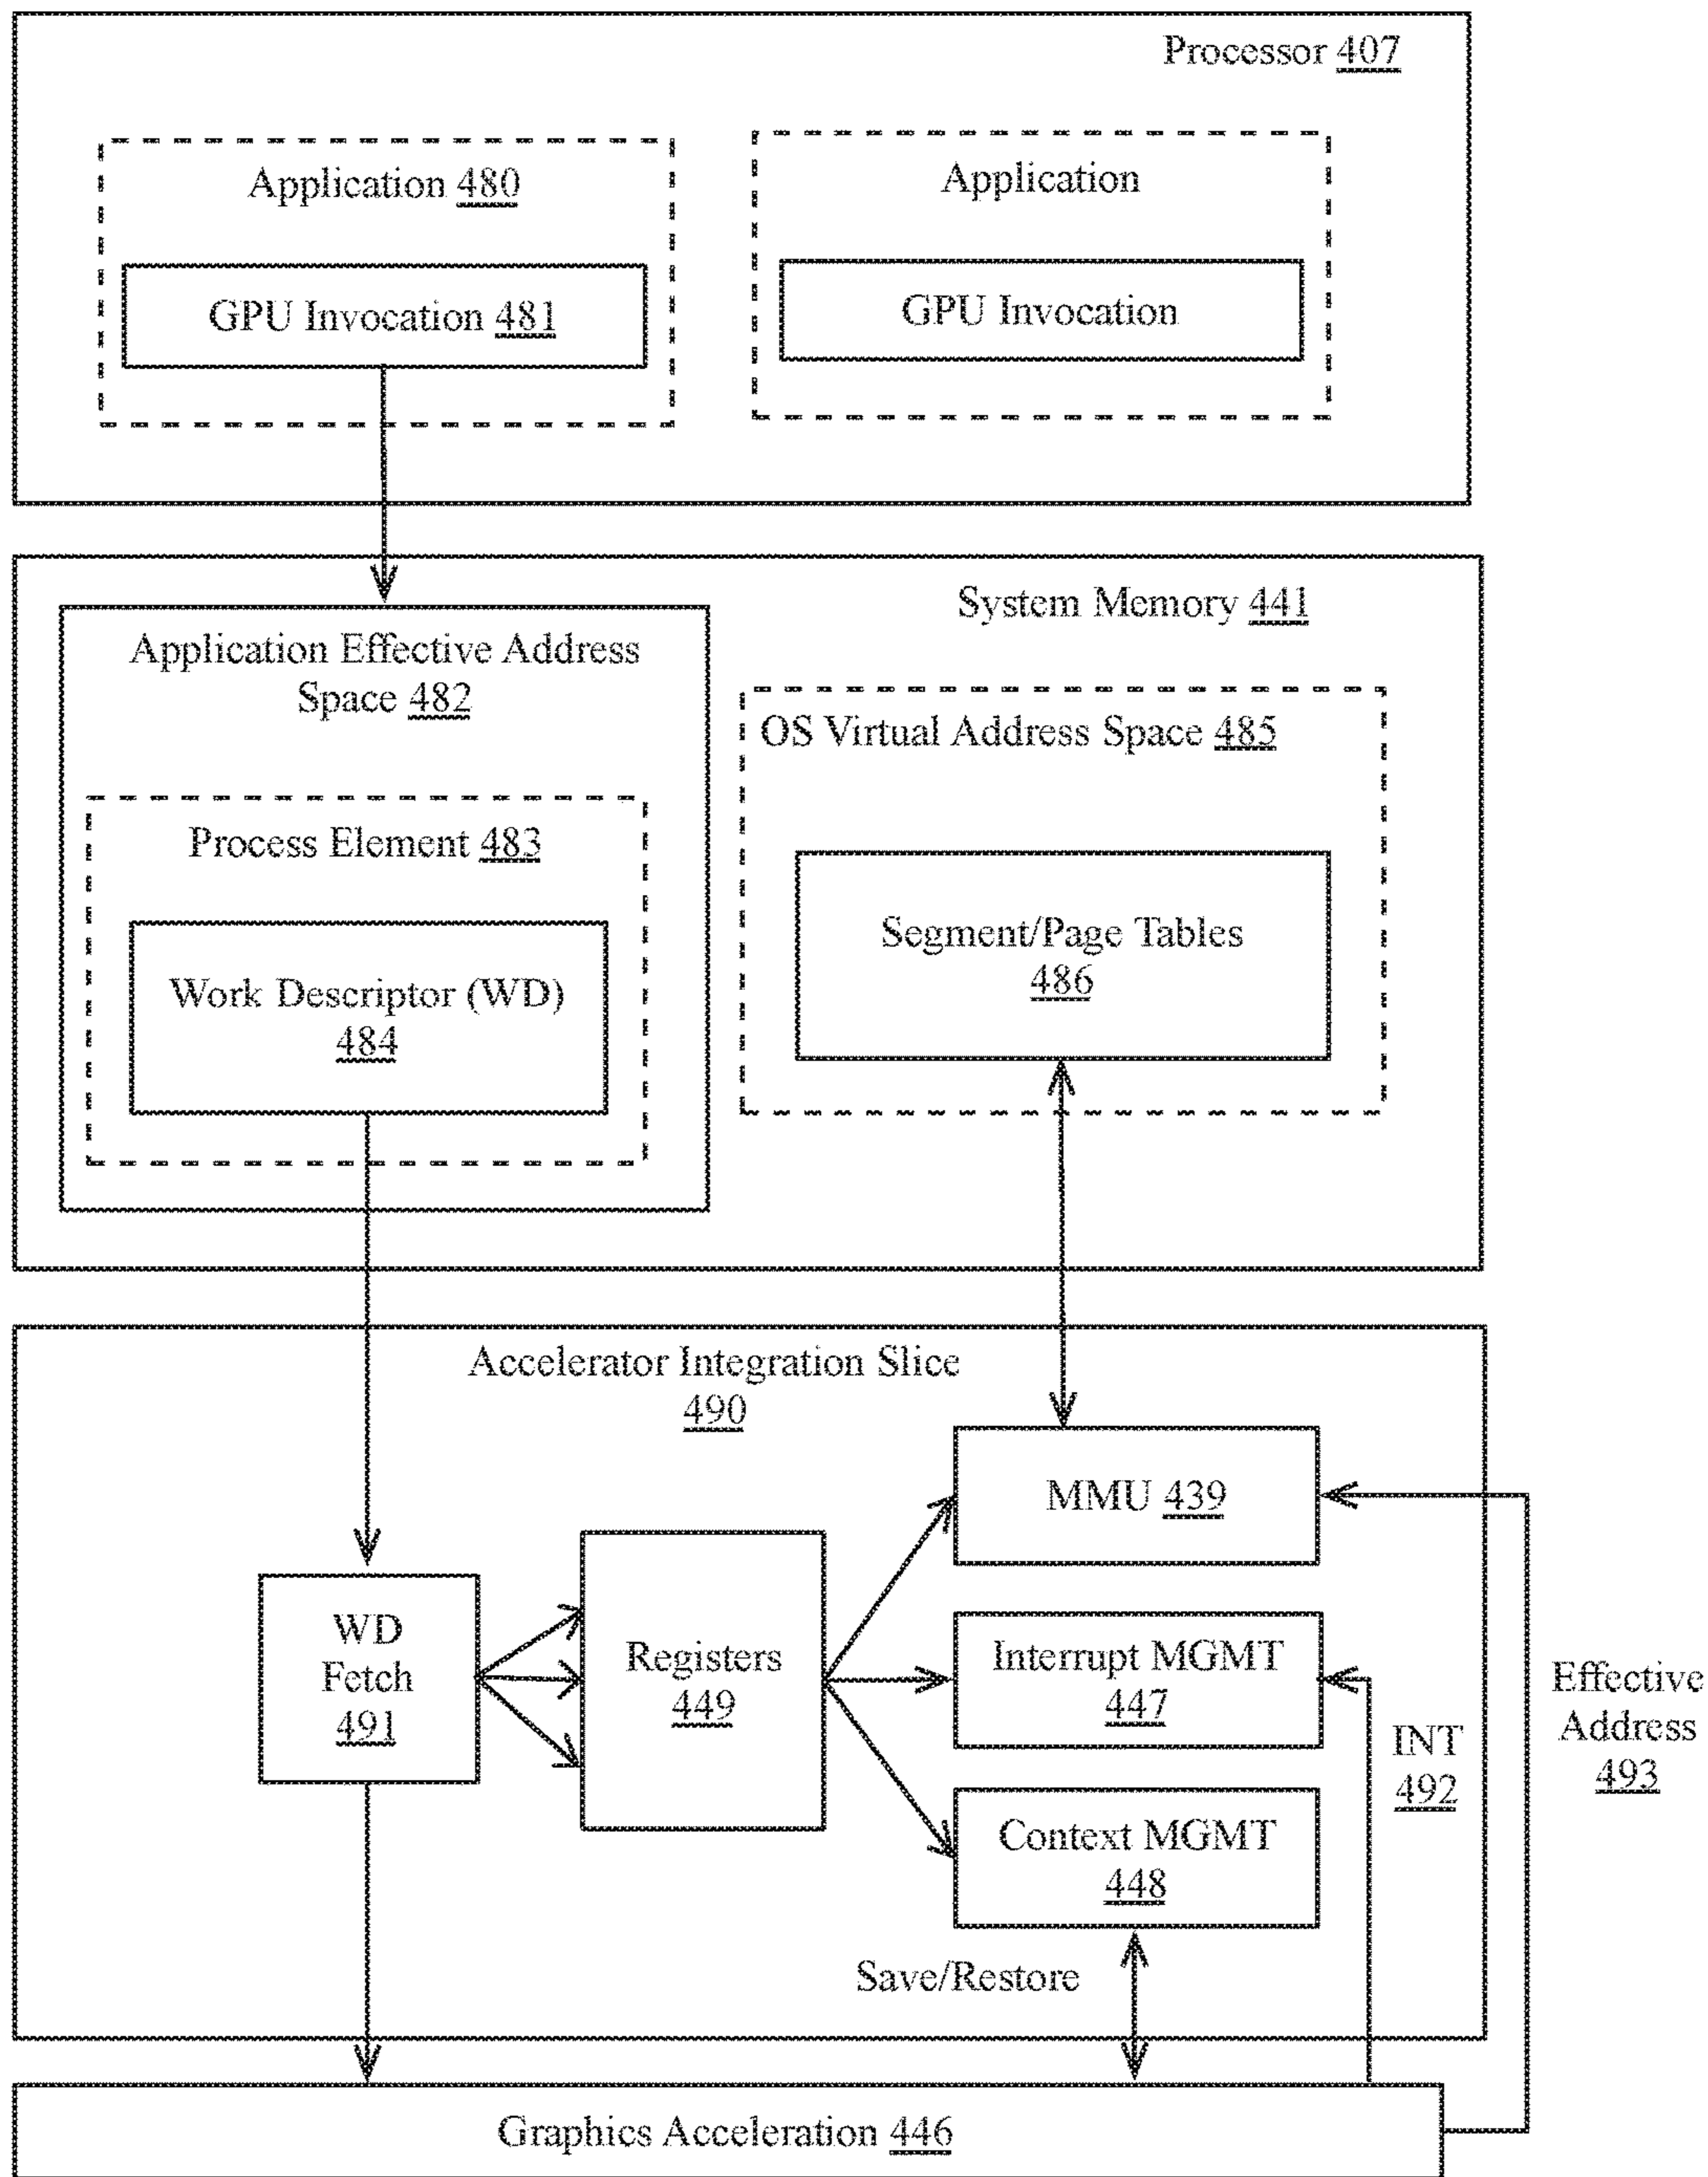 Processor 407
Application 480
GPU Invocation 481
Application
GPU Invocation
System Memory 441
Application Effective Address
Space 482
Process Element 483
Work Descriptor (WD)
484
OS Virtual Address Space 485
Segment/Page Tables
486
Accelerator Integration Slice
490
WD
Fetch
491
Registers
449
MMU 439
Interrupt MGMT
447
Context MGMT
448
Save/Restore
INT
492
Effective
Address
493
Graphics Acceleration 446